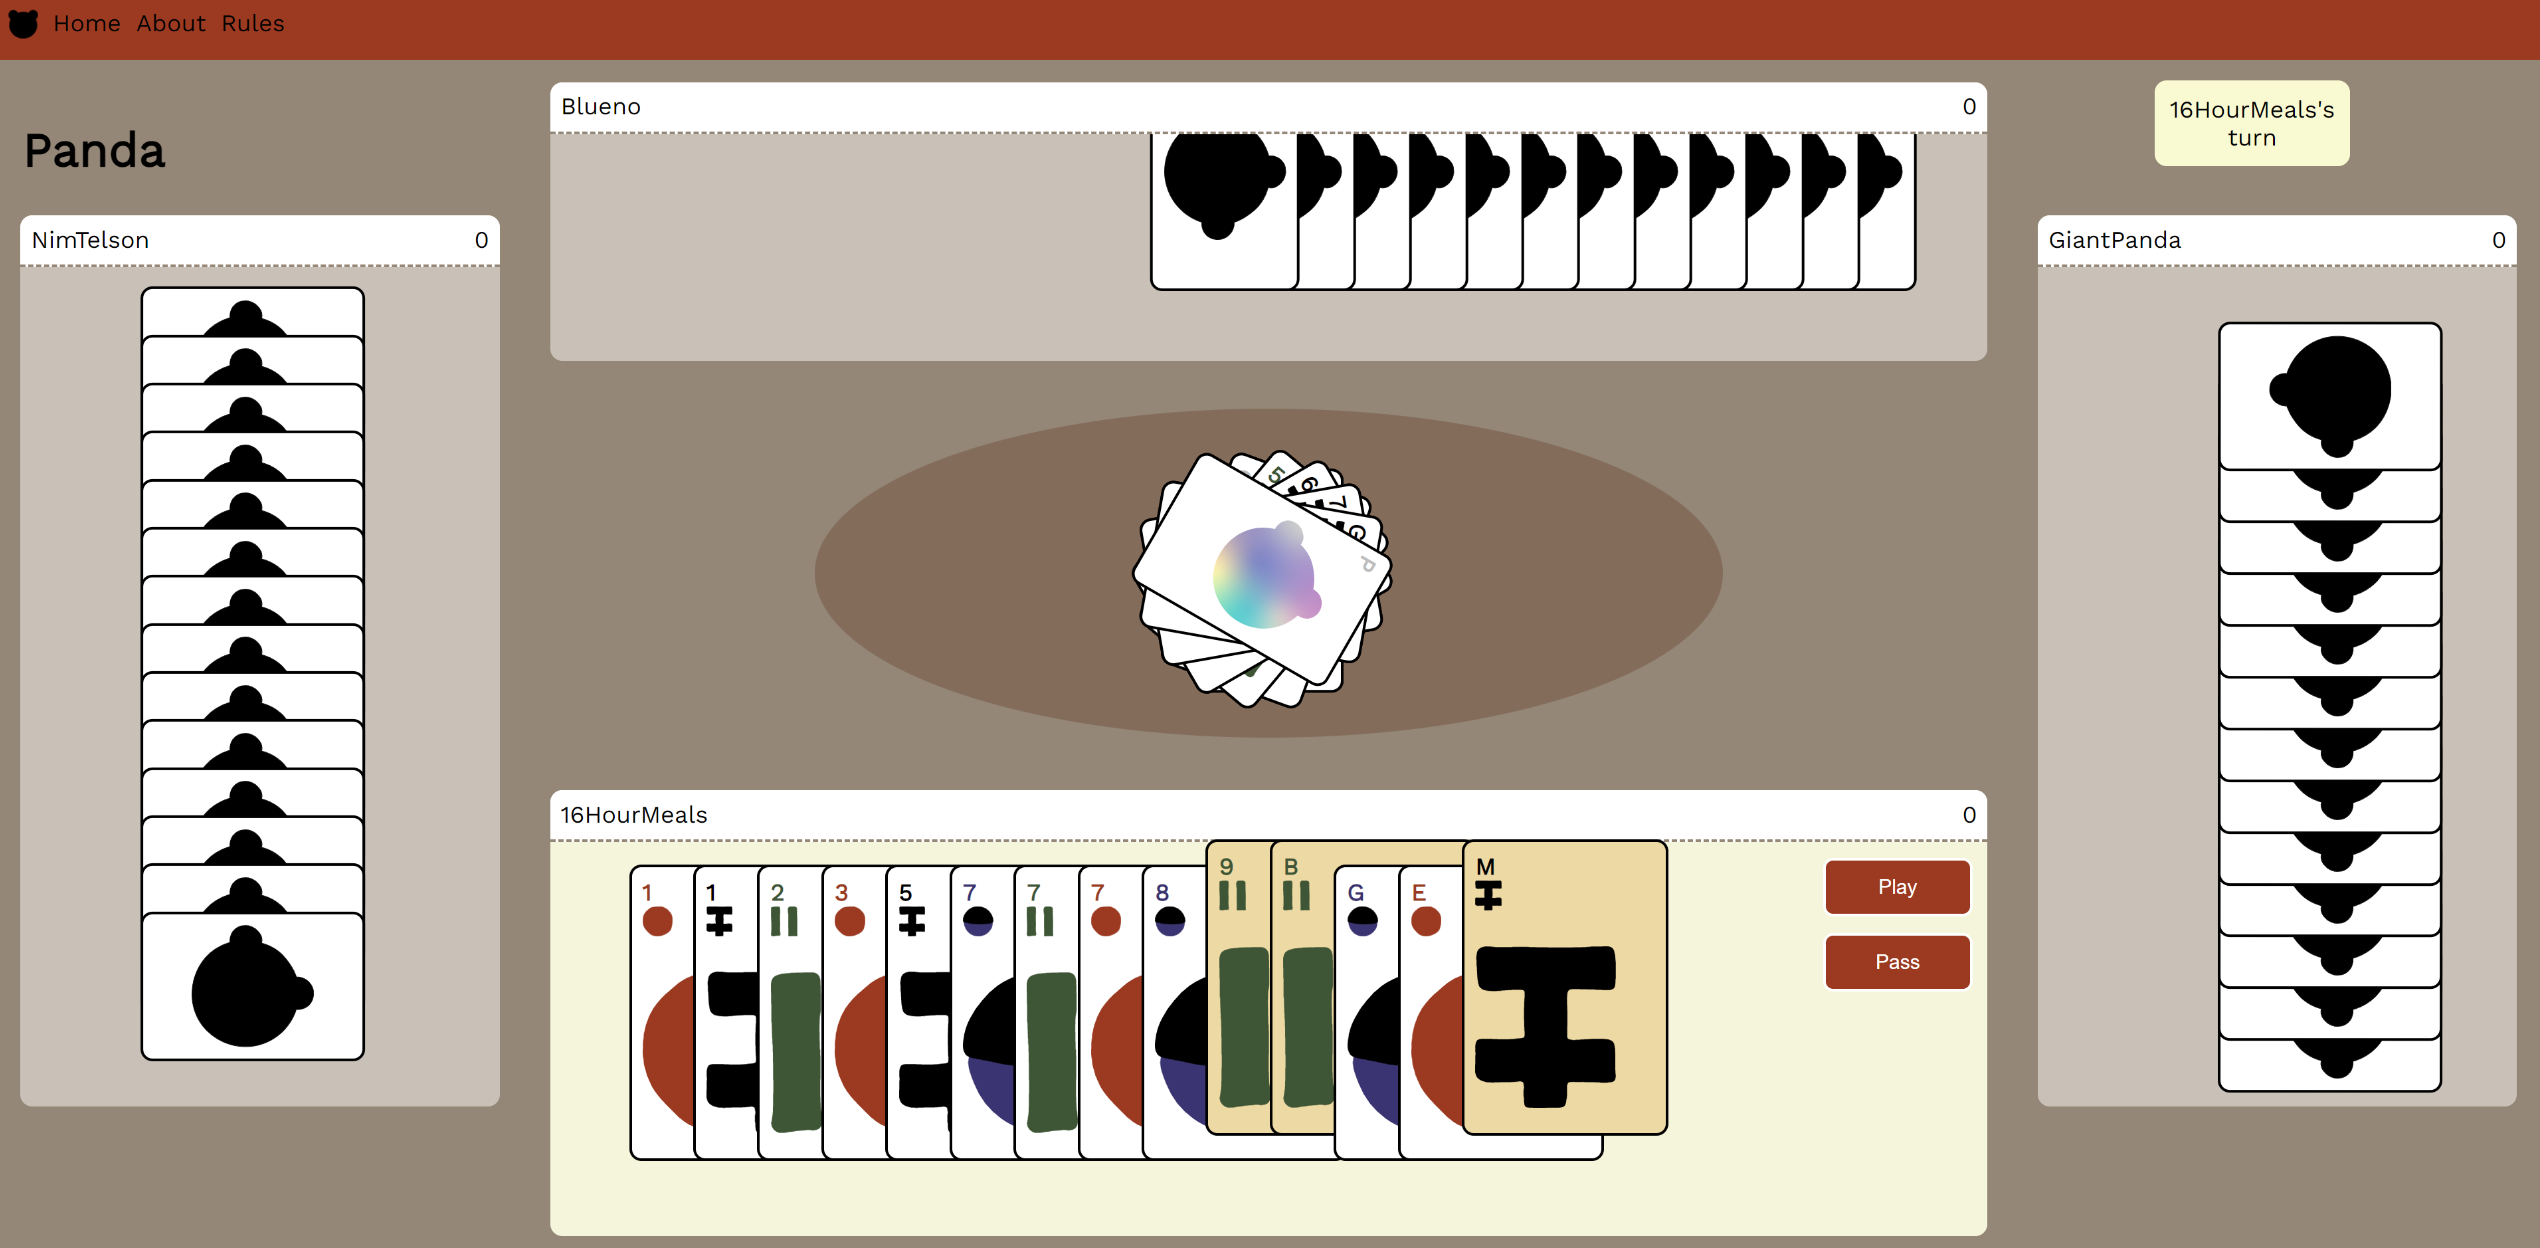 Home About Rules
Panda
Blueno 0
16HourMeals's
turn
NimTelson 0
GiantPanda 0
5
6
7
G
P
16HourMeals 0
1 1 2 3 5 7 7 7 8 9 B G E M
Play
Pass